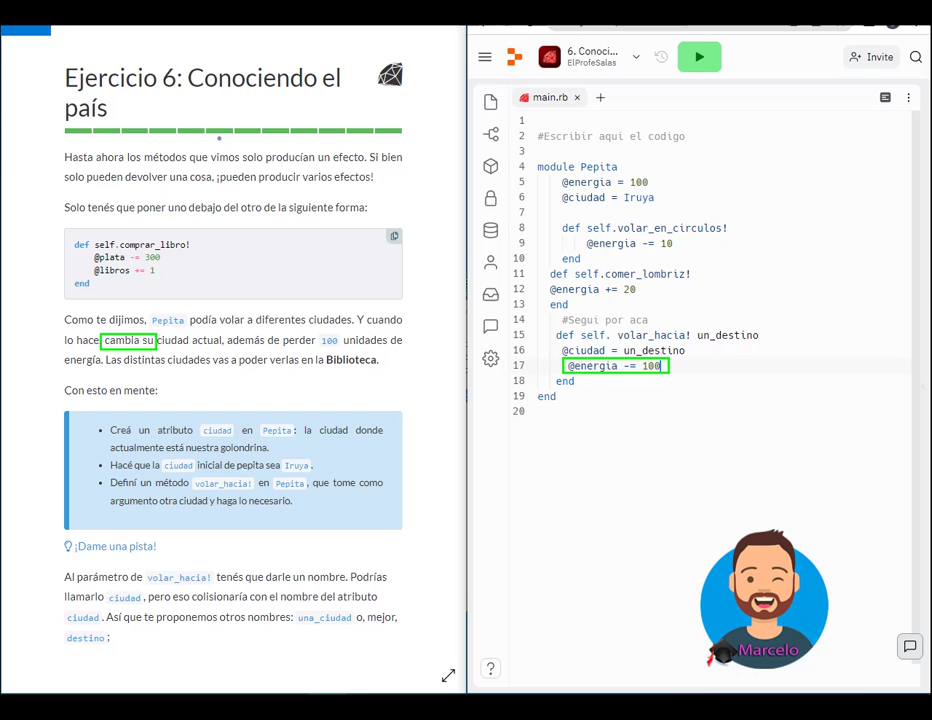 Ejercicio 6: Conociendo el
país
Hasta ahora los métodos que vimos solo producían un efecto. Si bien
solo pueden devolver una cosa, ¡pueden producir varios efectos!
Solo tenés que poner uno debajo del otro de la siguiente forma:
def self.comprar_libro!
@plata -= 300
@libros += 1
end
Como te dijimos, Pepita podía volar a diferentes ciudades. Y cuando
lo hace cambia su ciudad actual, además de perder 100 unidades de
energía. Las distintas ciudades vas a poder verlas en la Biblioteca.
Con esto en mente:
• Creá un atributo ciudad en Pepita: la ciudad donde
actualmente está nuestra golondrina.
• Hacé que la ciudad inicial de pepita sea Iruya.
• Definí un método volar_hacia! en Pepita, que tome como
argumento otra ciudad y haga lo necesario.
¡Dame una pista!
Al parámetro de volar_hacia! tenés que darle un nombre. Podrías
llamarlo ciudad, pero eso colisionaría con el nombre del atributo
ciudad. Así que te proponemos otros nombres: una_ciudad o, mejor,
destino;
6. Conoci...
ElProfeSalas
Invite
main.rb × +
1
2 #Escribir aqui el codigo
3
4 module Pepita
5 @energia = 100
6 @ciudad = Iruya
7
8 def self.volar_en_circulos!
9 @energia -= 10
10 end
11 def self.comer_lombriz!
12 @energia += 20
13 end
14 #Segui por aca
15 def self. volar_hacia! un_destino
16 @ciudad = un_destino
17 @energia -= 100
18 end
19 end
20
Marcelo
?